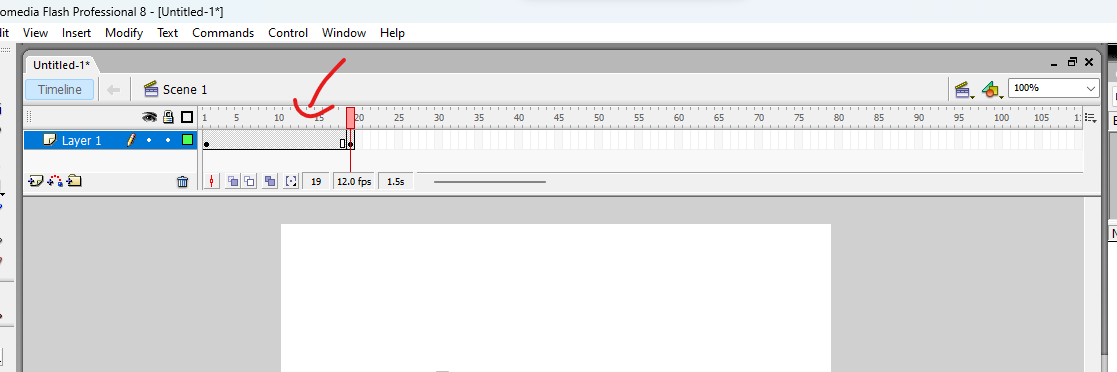 omedia Flash Professional 8 - [Untitled-1*]
View Insert Modify Text Commands Control Window Help
Untitled-1*
Timeline Scene 1 100%
1 5 10 15 20 25 30 35 40 45 50 55 60 65 70 75 80 85 90 95 100 105
Layer 1
19 12.0 fps 1.5s